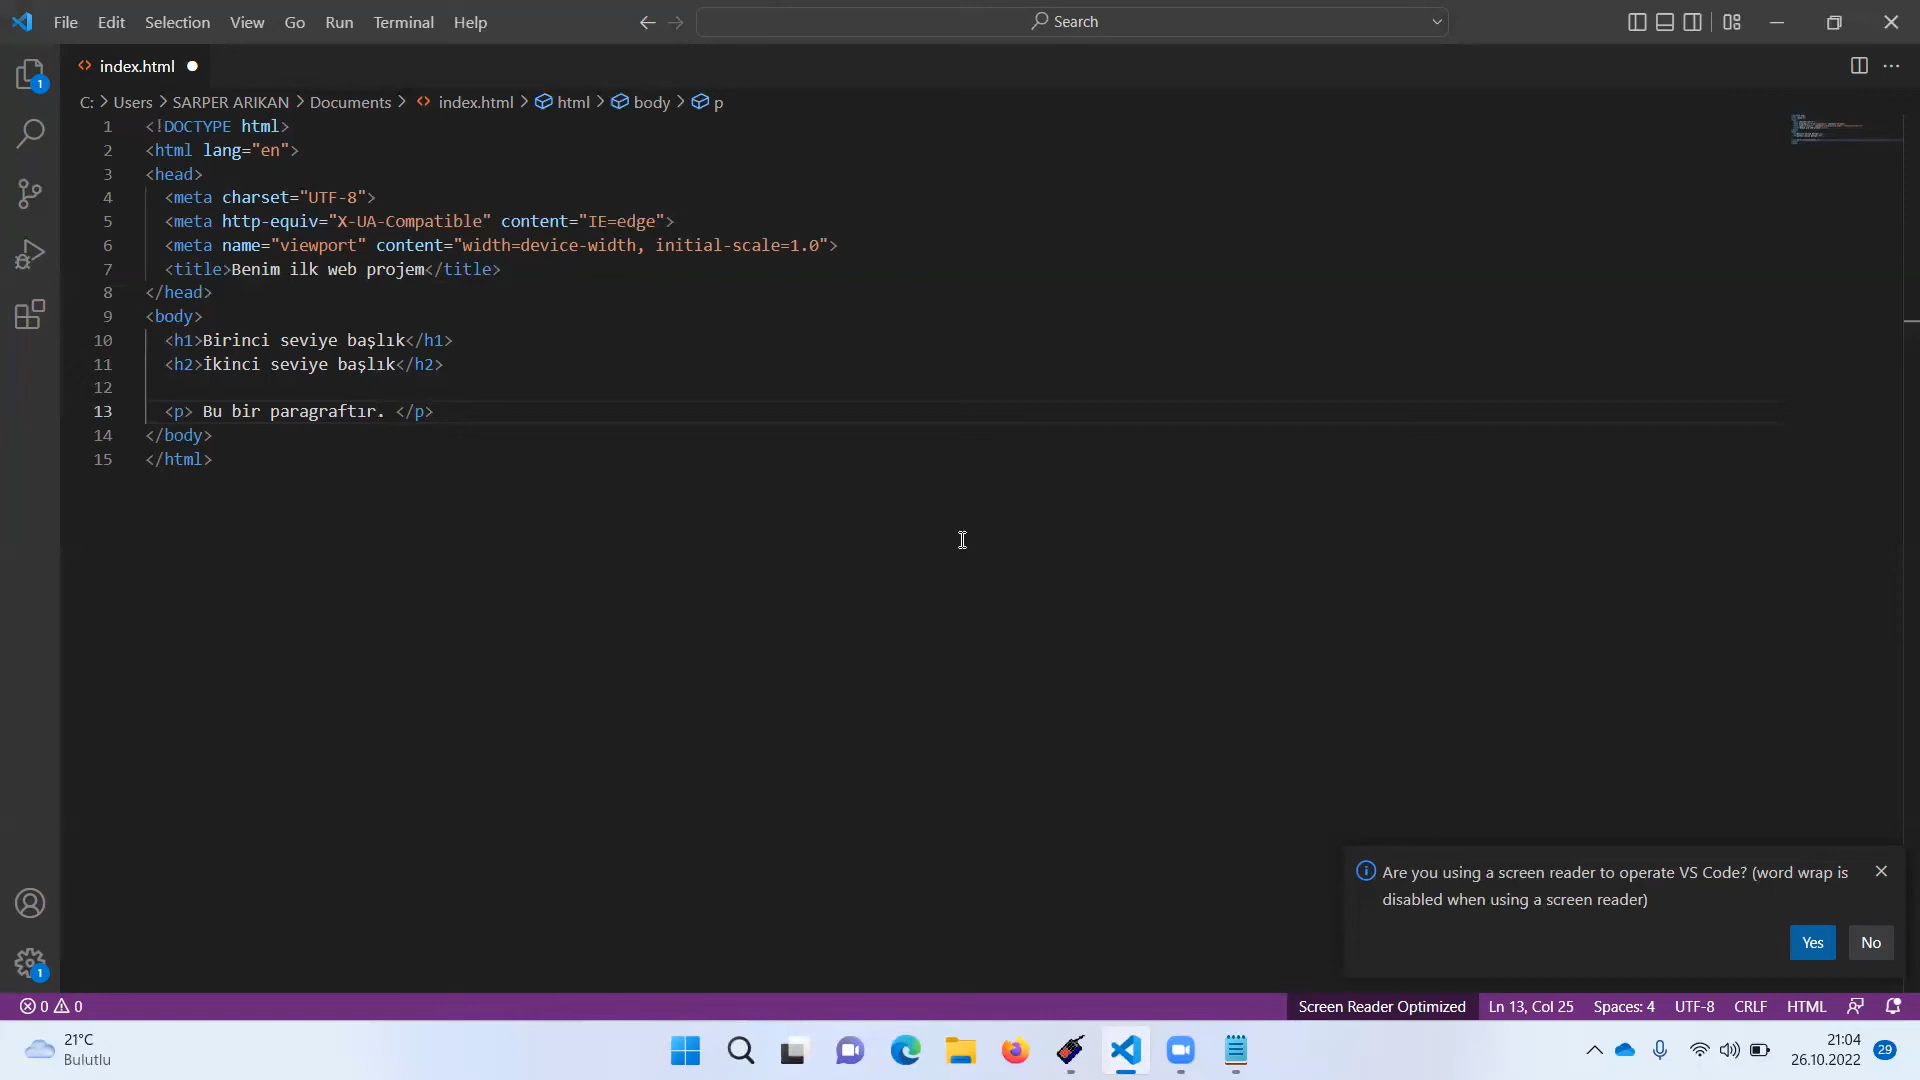 File Edit Selection View Go Run Terminal Help Search
index.html
C: > Users > SARPER ARIKAN > Documents > index.html > html > body > p
1 <!DOCTYPE html>
2 <html lang="en">
3 <head>
4 <meta charset="UTF-8">
5 <meta http-equiv="X-UA-Compatible" content="IE=edge">
6 <meta name="viewport" content="width=device-width, initial-scale=1.0">
7 <title>Benim ilk web projem</title>
8 </head>
9 <body>
10 <h1>Birinci seviye başlık</h1>
11 <h2>İkinci seviye başlık</h2>
12
13 <p> Bu bir paragraftır. </p>
14 </body>
15 </html>
1
Are you using a screen reader to operate VS Code? (word wrap is
disabled when using a screen reader)
Yes No
1
0 0 Screen Reader Optimized Ln 13, Col 25 Spaces: 4 UTF-8 CRLF HTML
21°C
Bulutlu
21:04
26.10.2022
29